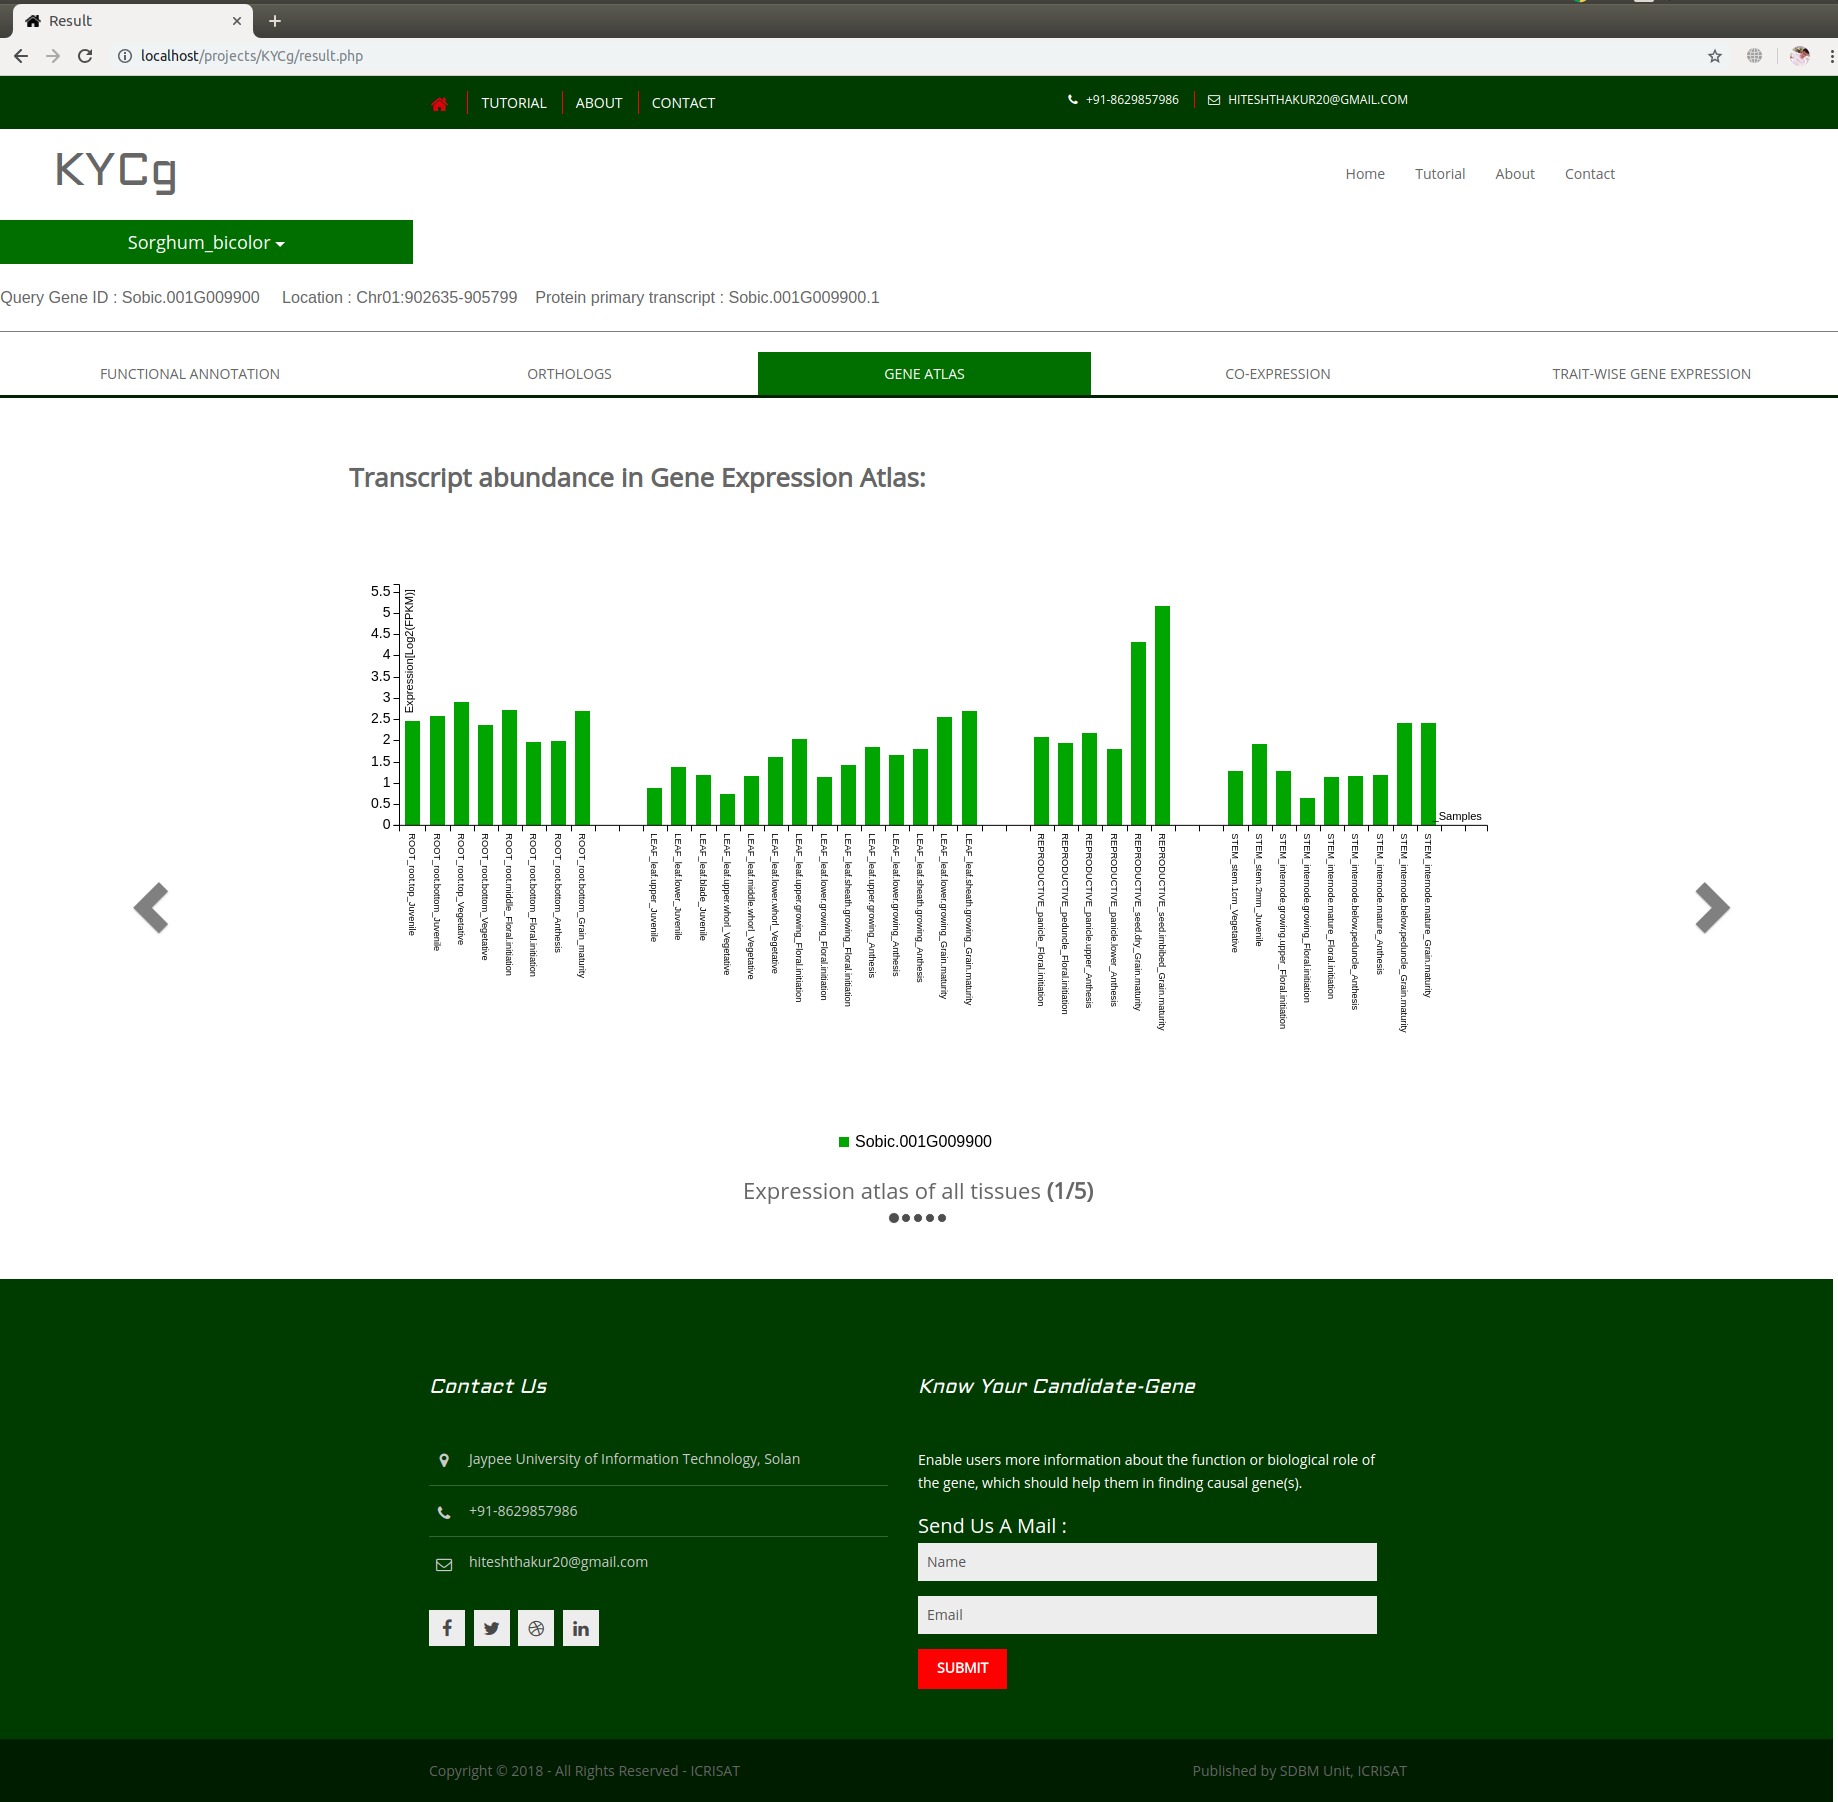 Result
localhost/projects/KYCg/result.php
TUTORIAL ABOUT CONTACT +91-8629857986 HITESHTHAKUR20@GMAIL.COM
KYCg
Home Tutorial About Contact
Sorghum_bicolor
Query Gene ID : Sobic.001G009900 Location : Chr01:902635-905799 Protein primary transcript : Sobic.001G009900.1
FUNCTIONAL ANNOTATION ORTHOLOGS GENE ATLAS CO-EXPRESSION TRAIT-WISE GENE EXPRESSION
Transcript abundance in Gene Expression Atlas:
Expression[Log2(FPKM)]
5.5
5
4.5
4
3.5
3
2.5
2
1.5
1
0.5
0
_Samples
ROOT_root.top_Juvenile
ROOT_root.bottom_Juvenile
ROOT_root.top_Vegetative
ROOT_root.bottom_Vegetative
ROOT_root.middle_Floral.initiation
ROOT_root.bottom_Floral.initiation
ROOT_root.bottom_Anthesis
ROOT_root.bottom_Grain_maturity
LEAF_leaf.upper_Juvenile
LEAF_leaf.lower_Juvenile
LEAF_leaf.blade_Juvenile
LEAF_leaf.upper.whorl_Vegetative
LEAF_leaf.middle.whorl_Vegetative
LEAF_leaf.lower.whorl_Vegetative
LEAF_leaf.upper.growing_Floral.initiation
LEAF_leaf.lower.growing_Floral.initiation
LEAF_leaf.sheath.growing_Floral.initiation
LEAF_leaf.upper.growing_Anthesis
LEAF_leaf.lower.growing_Anthesis
LEAF_leaf.sheath.growing_Anthesis
LEAF_leaf.lower.growing_Grain.maturity
LEAF_leaf.sheath.growing_Grain.maturity
REPRODUCTIVE_panicle_Floral.initiation
REPRODUCTIVE_peduncle_Floral.initiation
REPRODUCTIVE_panicle.upper_Anthesis
REPRODUCTIVE_panicle.lower_Anthesis
REPRODUCTIVE_seed.dry_Grain.maturity
REPRODUCTIVE_seed.imbibed_Grain.maturity
STEM_stem.1cm_Vegetative
STEM_stem.2mm_Juvenile
STEM_internode.growing.upper_Floral.initiation
STEM_internode.growing_Floral.initiation
STEM_internode.mature_Floral.initiation
STEM_internode.below.peduncle_Anthesis
STEM_internode.mature_Anthesis
STEM_internode.below.peduncle_Grain.maturity
STEM_internode.mature_Grain.maturity
Sobic.001G009900
Expression atlas of all tissues (1/5)
Contact Us
Jaypee University of Information Technology, Solan
+91-8629857986
hiteshthakur20@gmail.com
Know Your Candidate-Gene
Enable users more information about the function or biological role of
the gene, which should help them in finding causal gene(s).
Send Us A Mail :
Name
Email
SUBMIT
Copyright © 2018 - All Rights Reserved - ICRISAT Published by SDBM Unit, ICRISAT